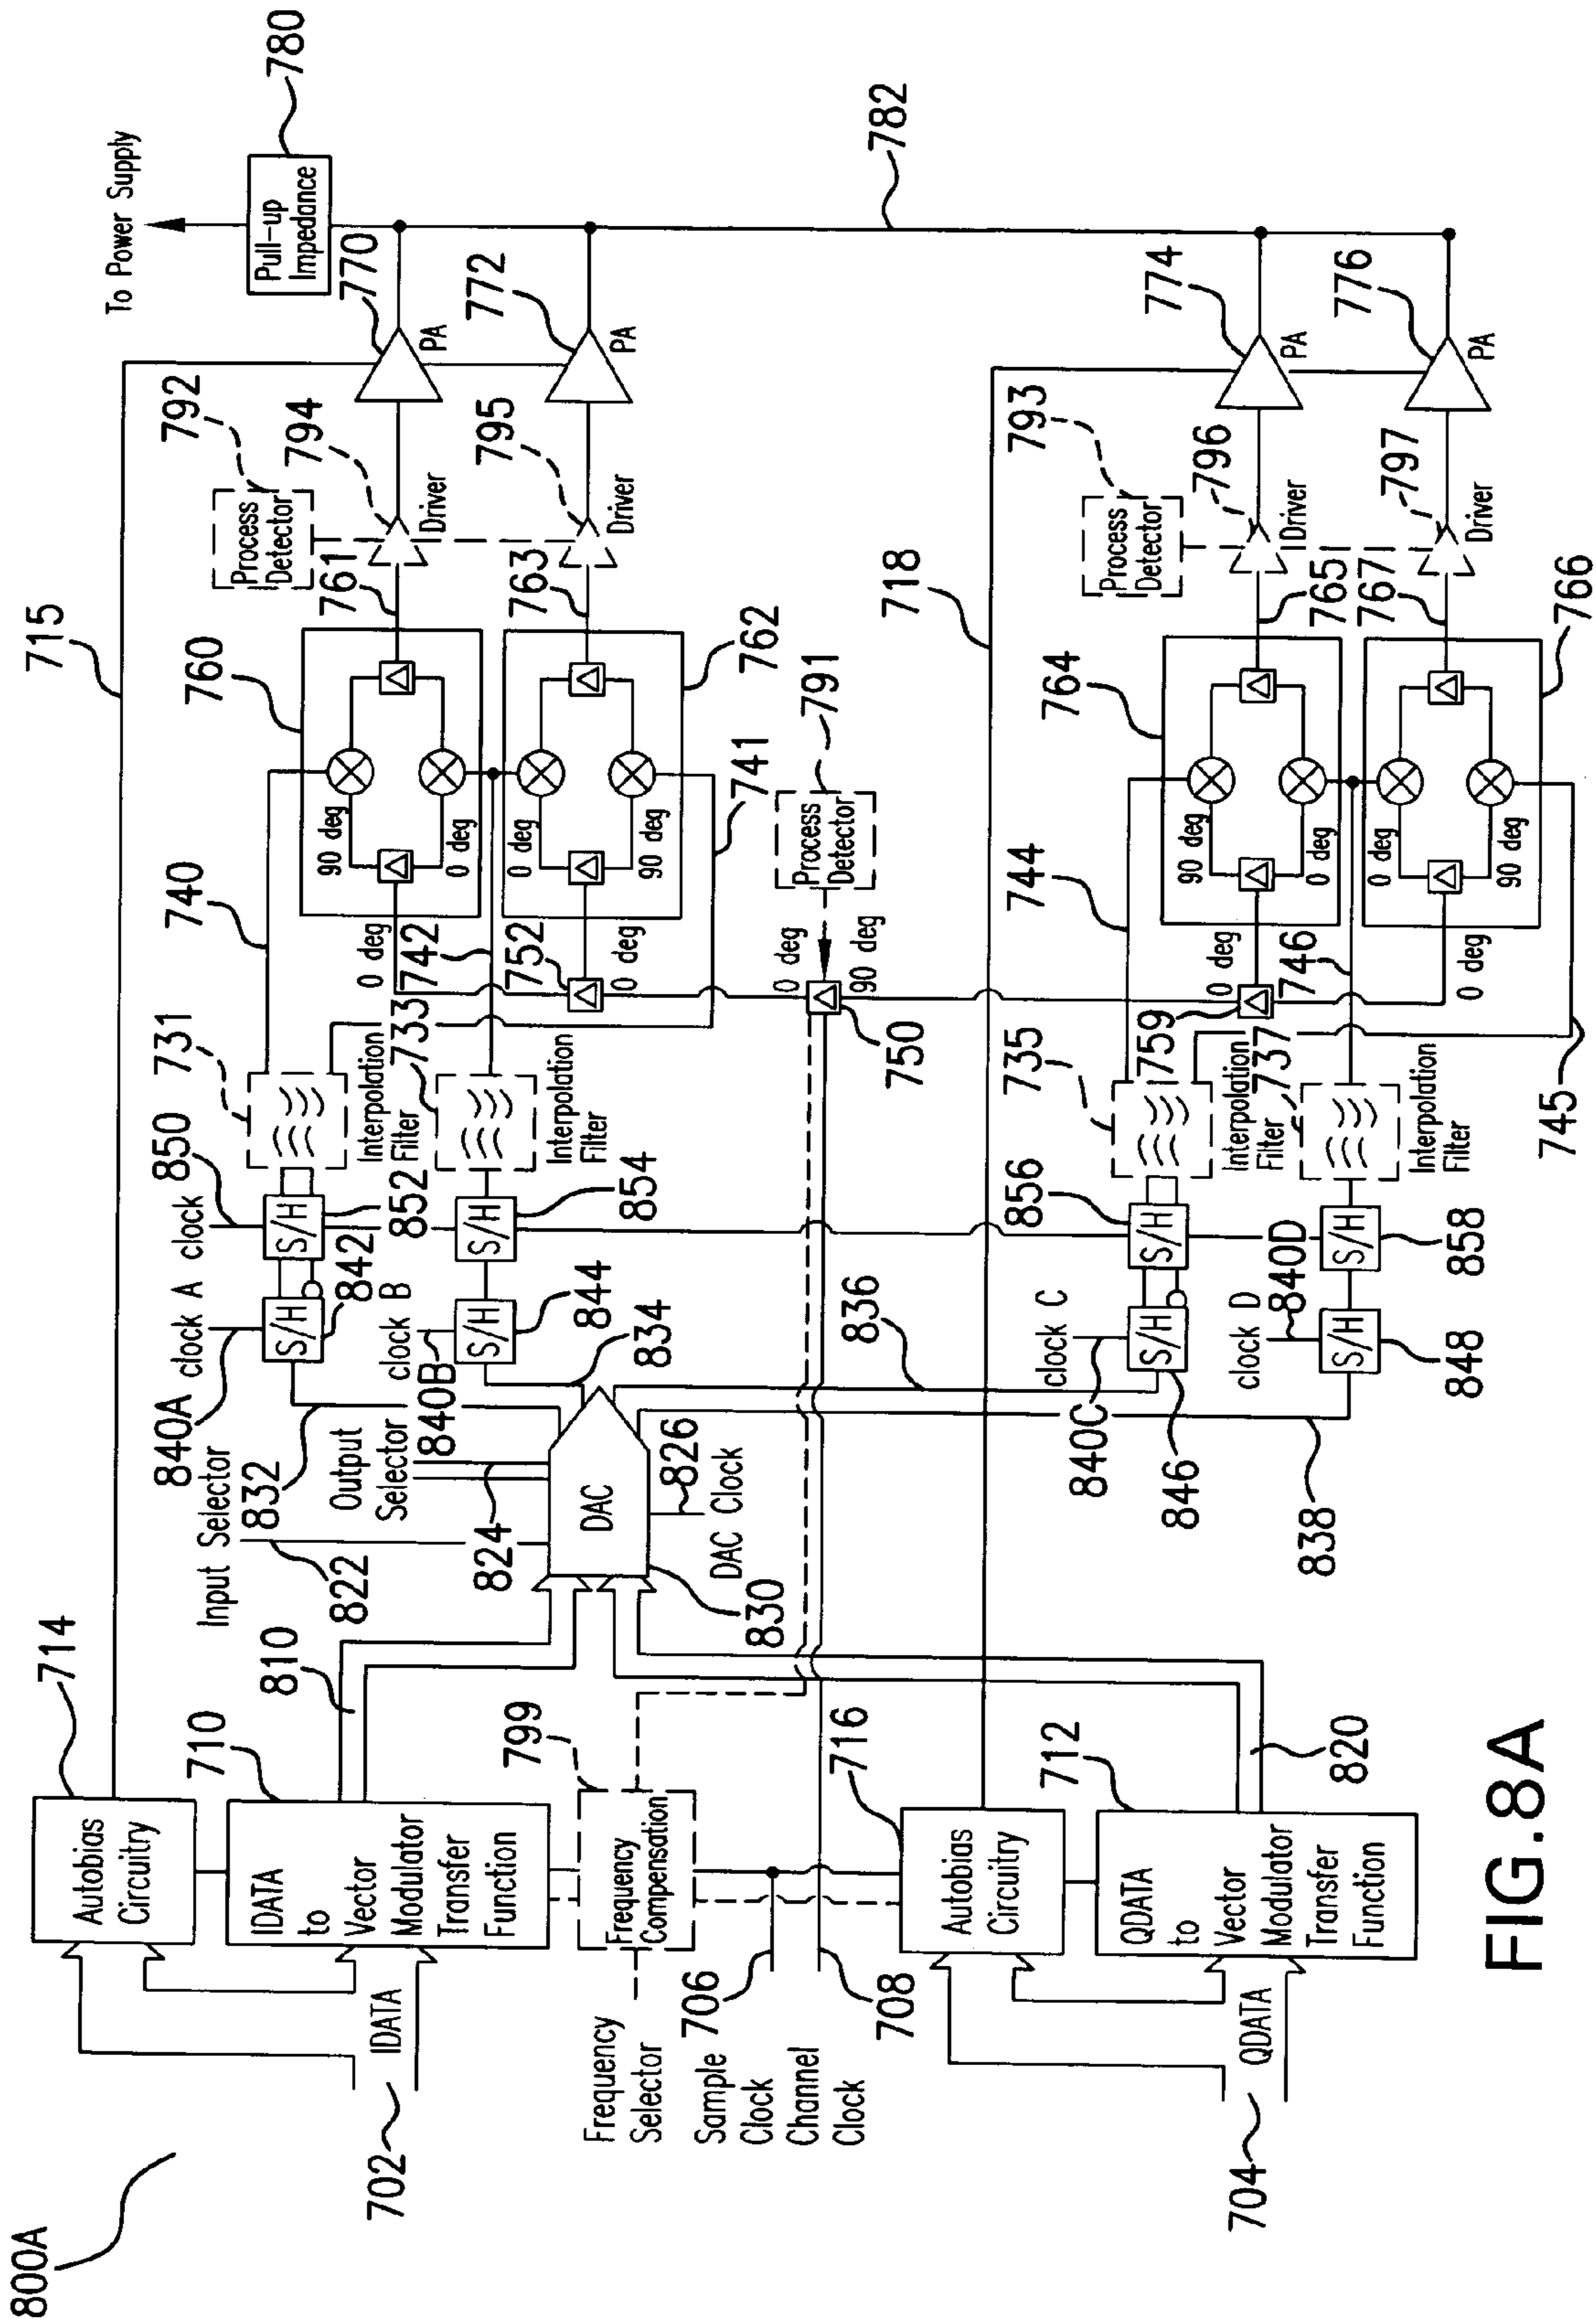 800A
702
IDATA
714
Autobias
Circuitry
715
710
IDATA
to
Vector
Modulator
Transfer
Function
810
Input Selector
822
832
840A
clock A
S/H
842
clock
850
S/H
852
731
Interpolation
Filter
740
0 deg
90 deg
0 deg
760
761
Process
Detector
792
794
Driver
770
PA
To Power Supply
Pull-up
Impedance
780
Output
Selector
824
840B
clock B
S/H
844
834
S/H
854
733
Interpolation
Filter
742
752
0 deg
0 deg
90 deg
762
741
763
795
Driver
772
PA
782
DAC
826
DAC Clock
830
799
Frequency
Compensation
Frequency
Selector
706
Sample
Clock
708
Channel
Clock
0 deg
90 deg
750
Process
Detector
791
704
QDATA
716
Autobias
Circuitry
718
712
QDATA
to
Vector
Modulator
Transfer
Function
820
836
838
clock C
840C
S/H
846
856
S/H
735
Interpolation
Filter
759
744
0 deg
90 deg
0 deg
764
765
Process
Detector
793
796
Driver
774
PA
clock D
840D
S/H
848
S/H
858
737
Interpolation
Filter
746
745
0 deg
0 deg
90 deg
766
767
797
Driver
776
PA
FIG.8A